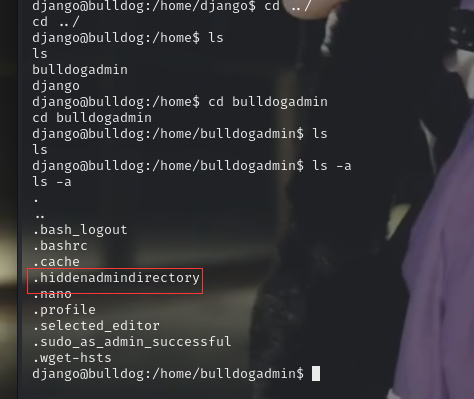 django@bulldog:/home/django$ cd ../
cd ../
django@bulldog:/home$ ls
ls
bulldogadmin
django
django@bulldog:/home$ cd bulldogadmin
cd bulldogadmin
django@bulldog:/home/bulldogadmin$ ls
ls
django@bulldog:/home/bulldogadmin$ ls -a
ls -a
.
..
.bash_logout
.bashrc
.cache
.hiddenadmindirectory
.nano
.profile
.selected_editor
.sudo_as_admin_successful
.wget-hsts
django@bulldog:/home/bulldogadmin$